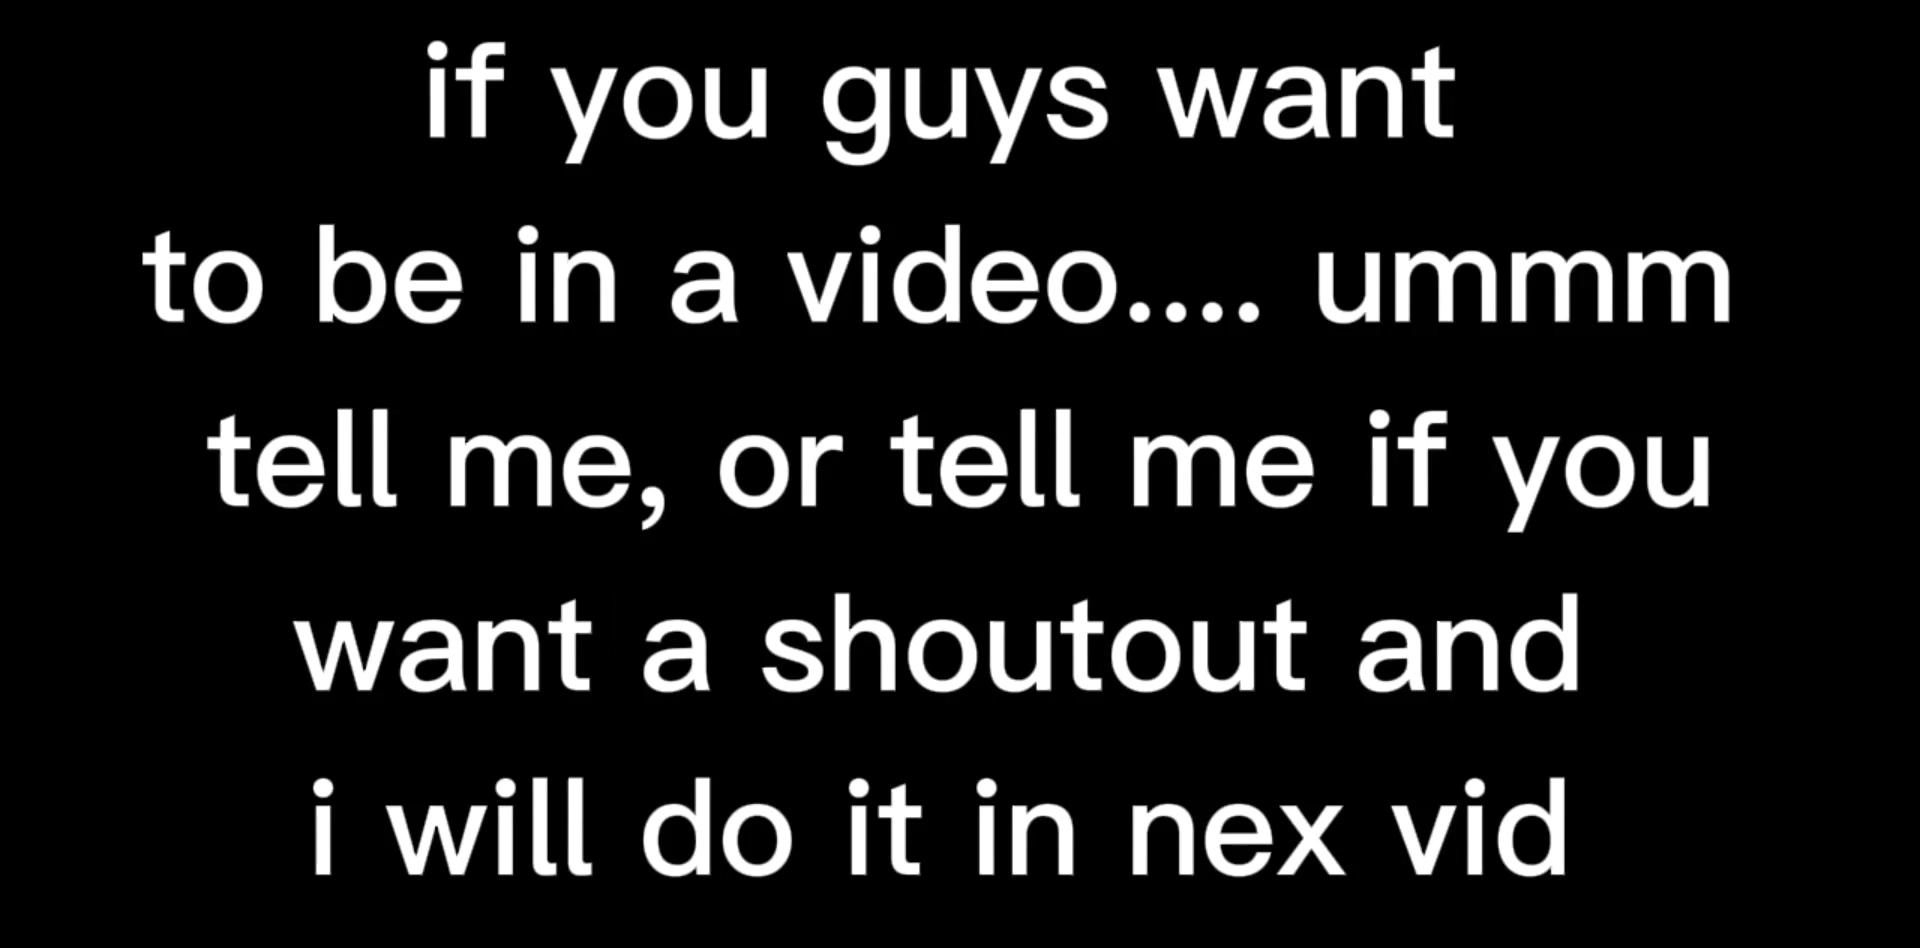 if you guys want
to be in a video.... ummm
tell me, or tell me if you
want a shoutout and
i will do it in nex vid